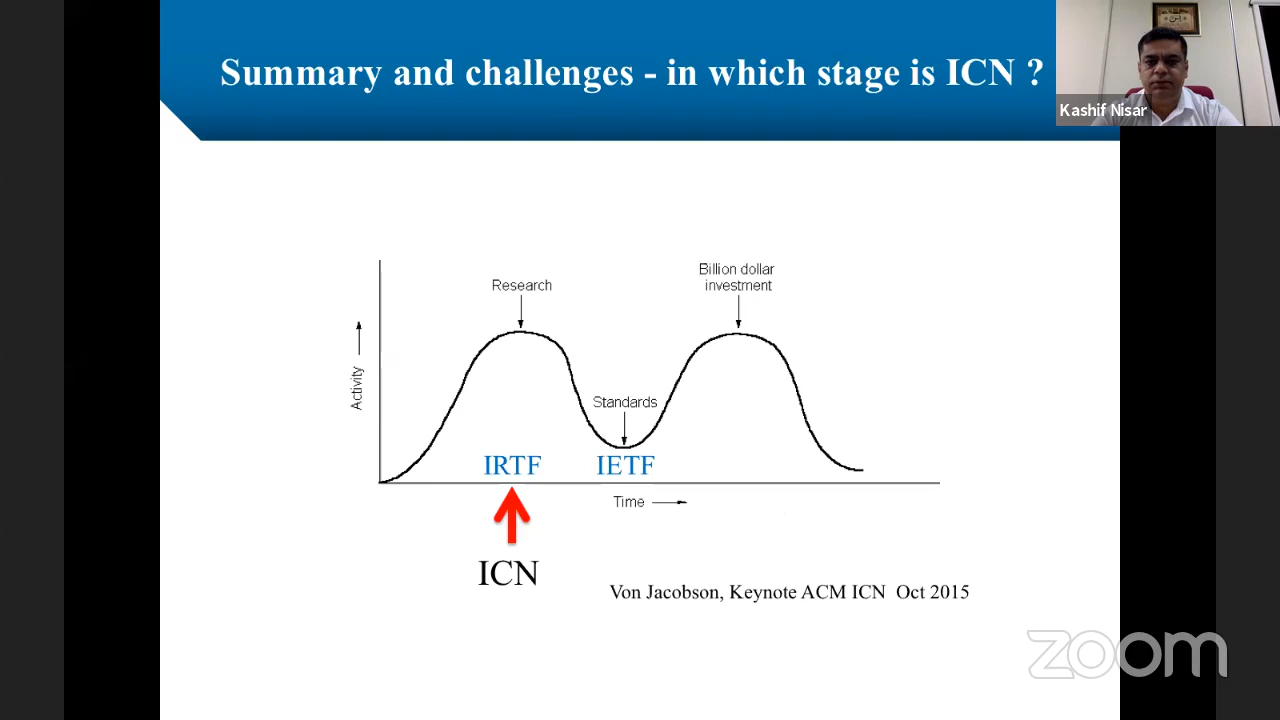 Summary and challenges - in which stage is ICN ?
Kashif Nisar
Billion dollar
investment
Research
Activity
Standards
IRTF
IETF
Time
ICN
Von Jacobson, Keynote ACM ICN Oct 2015
zoom